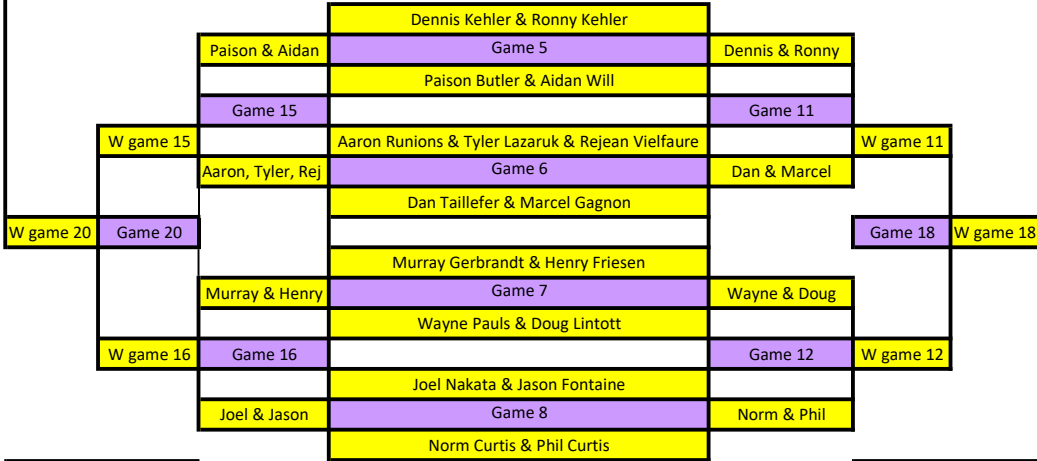 Dennis Kehler & Ronny Kehler
Paison & Aidan Game 5 Dennis & Ronny
Paison Butler & Aidan Will
Game 15 Game 11
W game 15 Aaron Runions & Tyler Lazaruk & Rejean Vielfaure W game 11
Aaron, Tyler, Rej Game 6 Dan & Marcel
Dan Taillefer & Marcel Gagnon
W game 20 Game 20 Game 18 W game 18
Murray Gerbrandt & Henry Friesen
Murray & Henry Game 7 Wayne & Doug
Wayne Pauls & Doug Lintott
W game 16 Game 16 Game 12 W game 12
Joel Nakata & Jason Fontaine
Joel & Jason Game 8 Norm & Phil
Norm Curtis & Phil Curtis